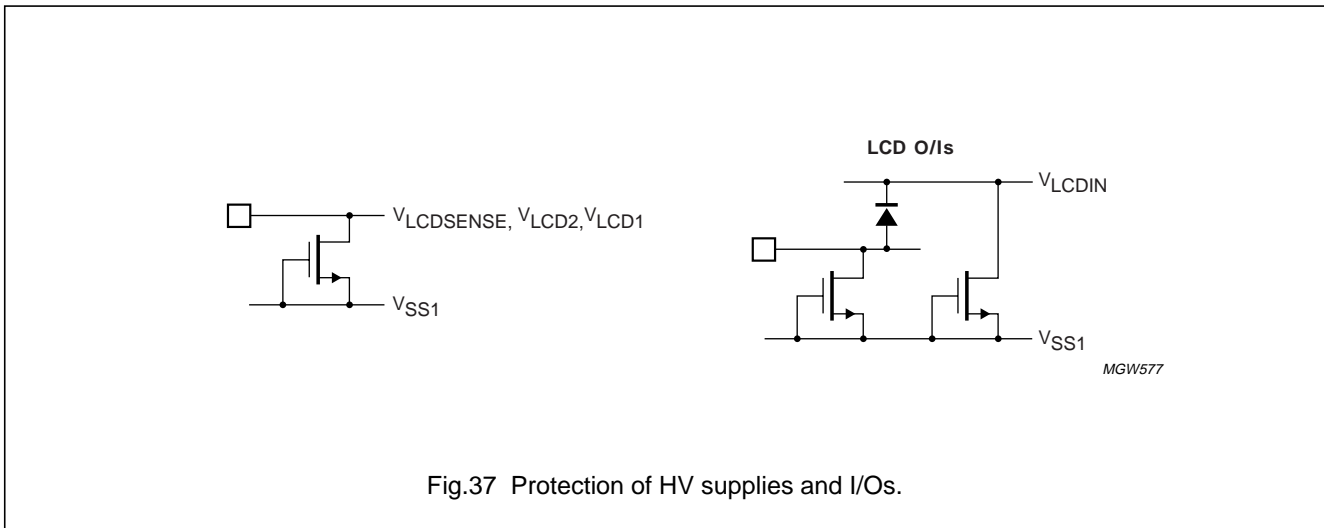 LCD O/Is
VLCDIN
VLCDSENSE, VLCD2,VLCD1
VSS1
VSS1
MGW577
Fig.37 Protection of HV supplies and I/Os.